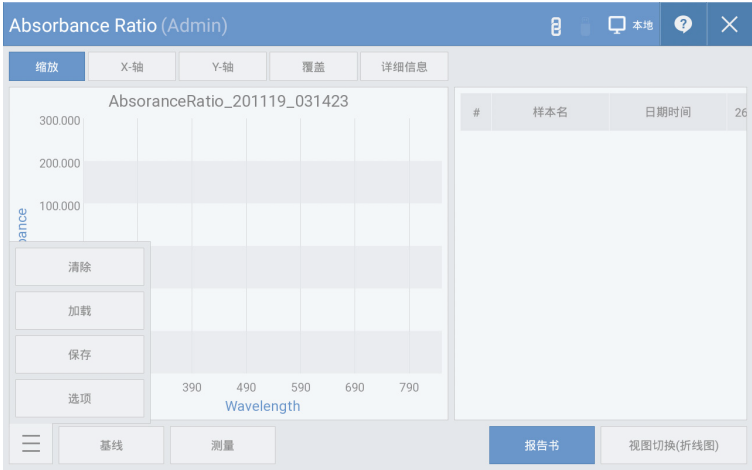 Absorbance Ratio (Admin)
本地
缩放
X-轴
Y-轴
覆盖
详细信息
AbsoranceRatio_201119_031423
300.000
200.000
100.000
bance
清除
加载
保存
选项
390 490 590 690 790
Wavelength
# 样本名 日期时间 26
基线
测量
报告书
视图切换(折线图)